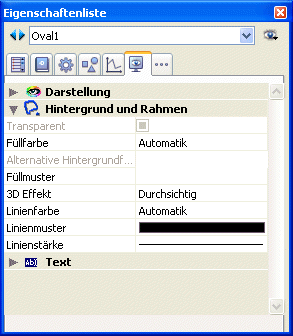 Eigenschaftenliste
Oval1
Darstellung
Hintergrund und Rahmen
Transparent
Füllfarbe Automatik
Alternative Hintergrundf...
Füllmuster
3D Effekt Durchsichtig
Linienfarbe Automatik
Linienmuster
Linienstärke
Ab) Text